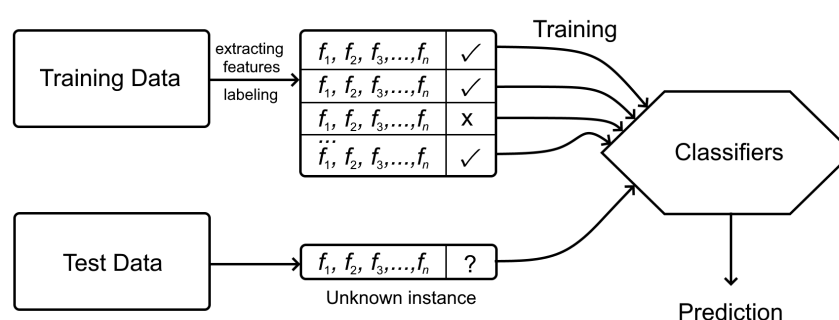 Training
Training Data
extracting
features
labeling
f1, f2, f3,...,fn ✓
f1, f2, f3,...,fn ✓
f1, f2, f3,...,fn x
...
f1, f2, f3,...,fn ✓
Classifiers
Test Data
f1, f2, f3,...,fn ?
Unknown instance
Prediction